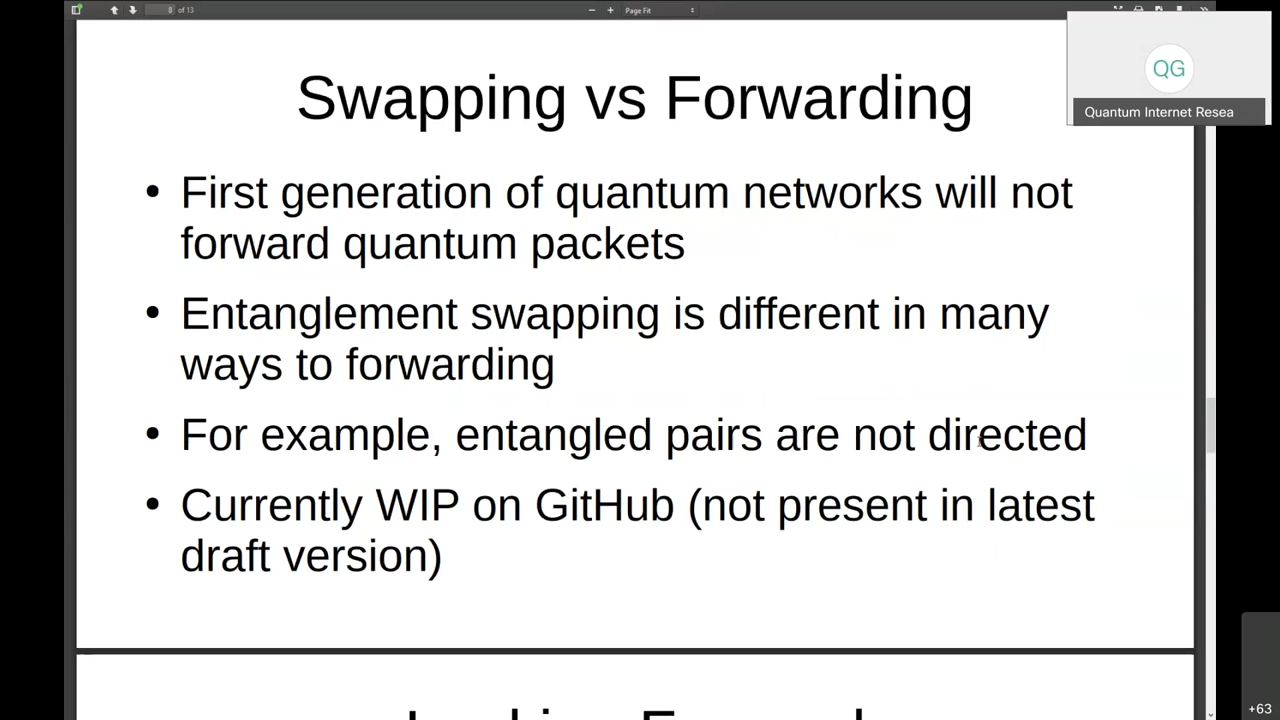 8 of 13
Page Fit
QG
Quantum Internet Resea
Swapping vs Forwarding
• First generation of quantum networks will not
forward quantum packets
• Entanglement swapping is different in many
ways to forwarding
• For example, entangled pairs are not directed
• Currently WIP on GitHub (not present in latest
draft version)
+63